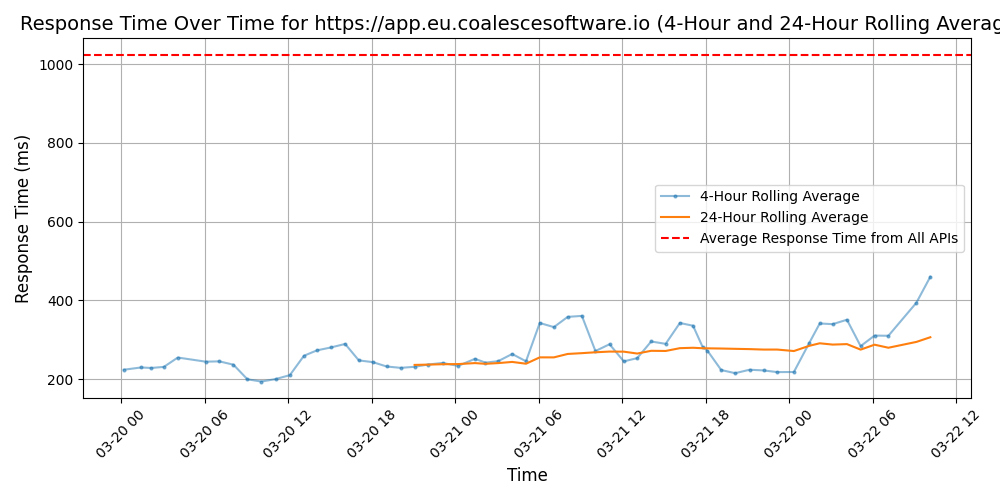 Response Time Over Time for https://app.eu.coalescesoftware.io (4-Hour and 24-Hour Rolling Averag
Response Time (ms)
1000
800
600
400
200
4-Hour Rolling Average
24-Hour Rolling Average
Average Response Time from All APIs
03-20 00
03-20 06
03-20 12
03-20 18
03-21 00
03-21 06
03-21 12
03-21 18
03-22 00
03-22 06
03-22 12
Time